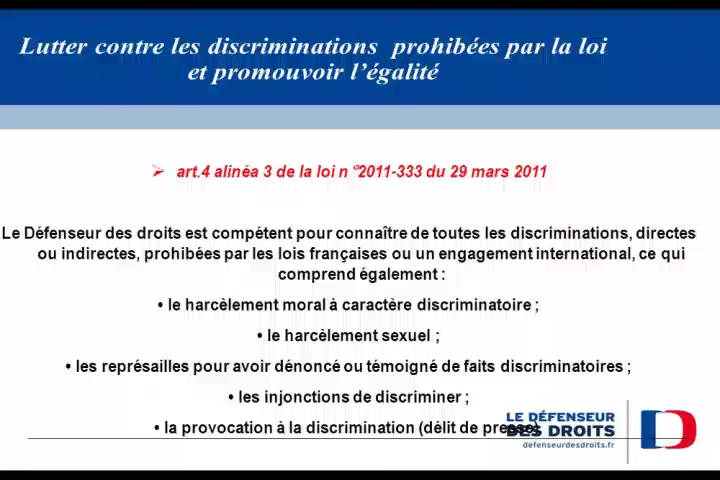 Lutter contre les discriminations prohibées par la loi
et promouvoir l'égalité
art.4 alinéa 3 de la loi n°2011-333 du 29 mars 2011
Le Défenseur des droits est compétent pour connaître de toutes les discriminations, directes
ou indirectes, prohibées par les lois françaises ou un engagement international, ce qui
comprend également :
• le harcèlement moral à caractère discriminatoire ;
• le harcèlement sexuel ;
• les représailles pour avoir dénoncé ou témoigné de faits discriminatoires ;
• les injonctions de discriminer ;
• la provocation à la discrimination (délit de presse)
LE DÉFENSEUR
DES DROITS
defenseurdesdroits.fr